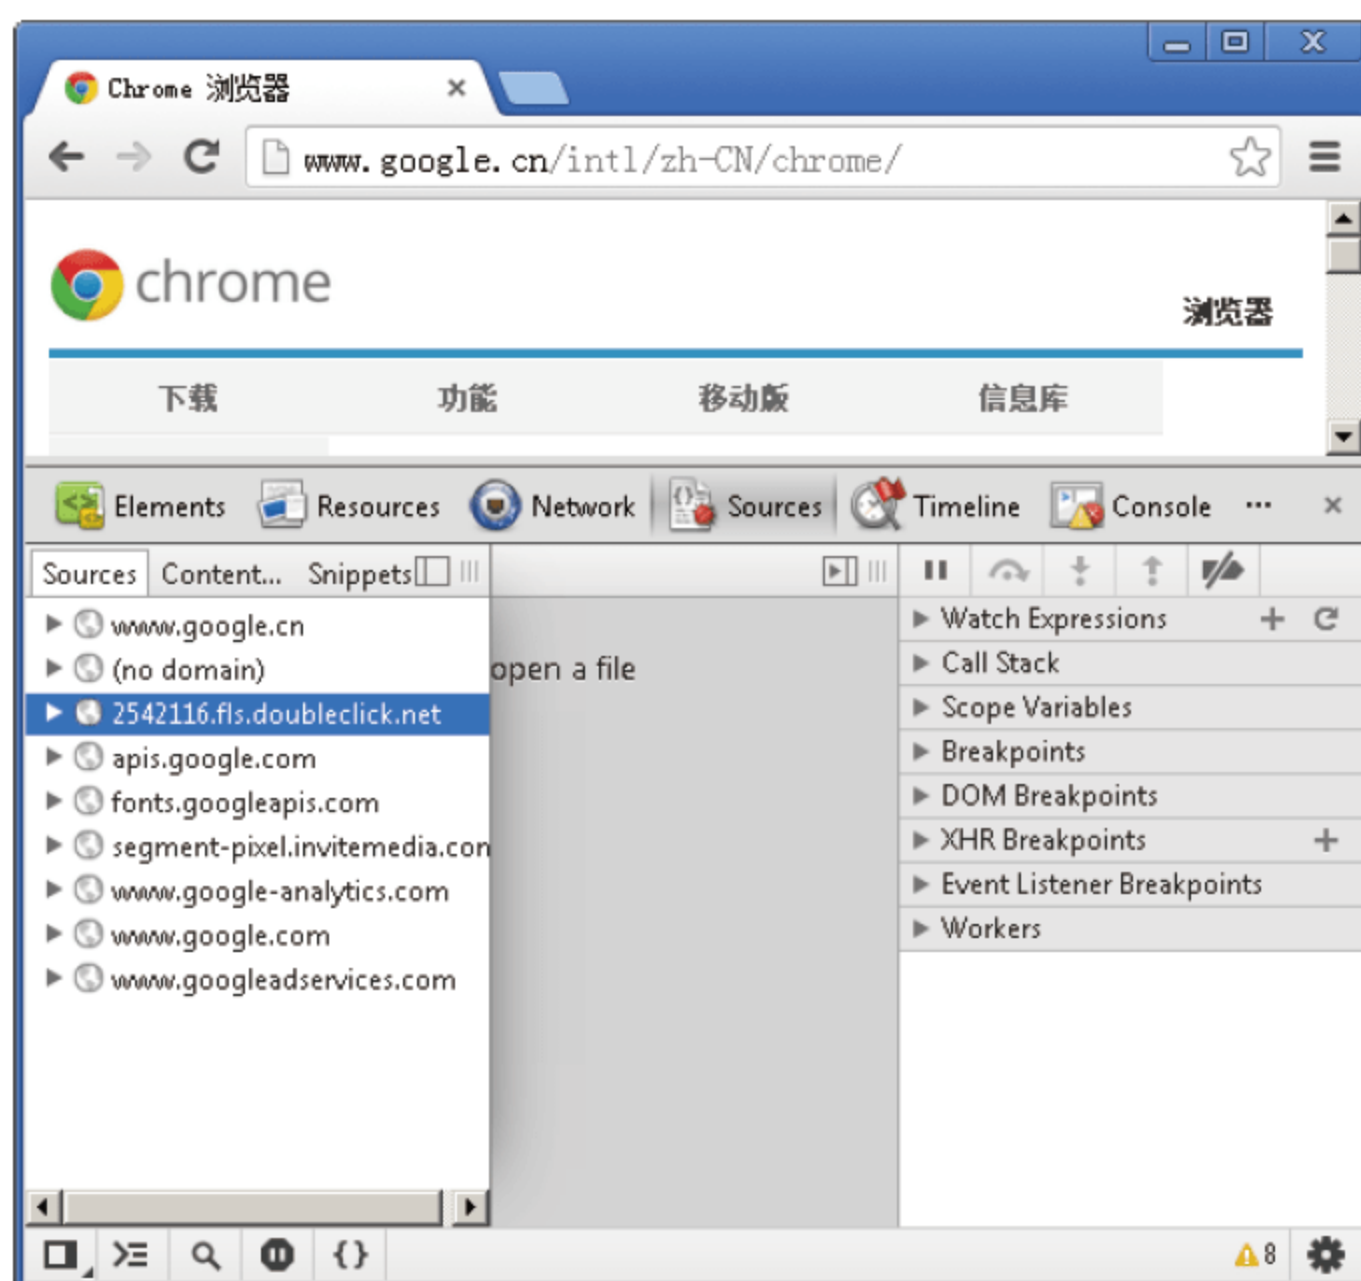 Chrome 浏览器
www.google.cn/intl/zh-CN/chrome/
chrome
浏览器
下载 功能 移动版 信息库
Elements Resources Network Sources Timeline Console ...
Sources Content... Snippets
www.google.cn
(no domain)
open a file
2542116.fls.doubleclick.net
apis.google.com
fonts.googleapis.com
segment-pixel.invitemedia.con
www.google-analytics.com
www.google.com
www.googleadservices.com
Watch Expressions
Call Stack
Scope Variables
Breakpoints
DOM Breakpoints
XHR Breakpoints
Event Listener Breakpoints
Workers
8